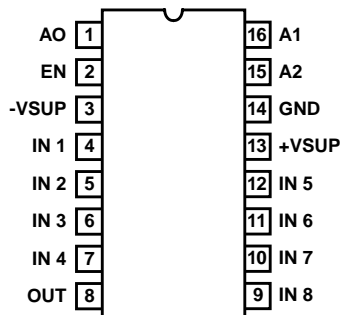 AO 1 16 A1
EN 2 15 A2
-VSUP 3 14 GND
IN 1 4 13 +VSUP
IN 2 5 12 IN 5
IN 3 6 11 IN 6
IN 4 7 10 IN 7
OUT 8 9 IN 8